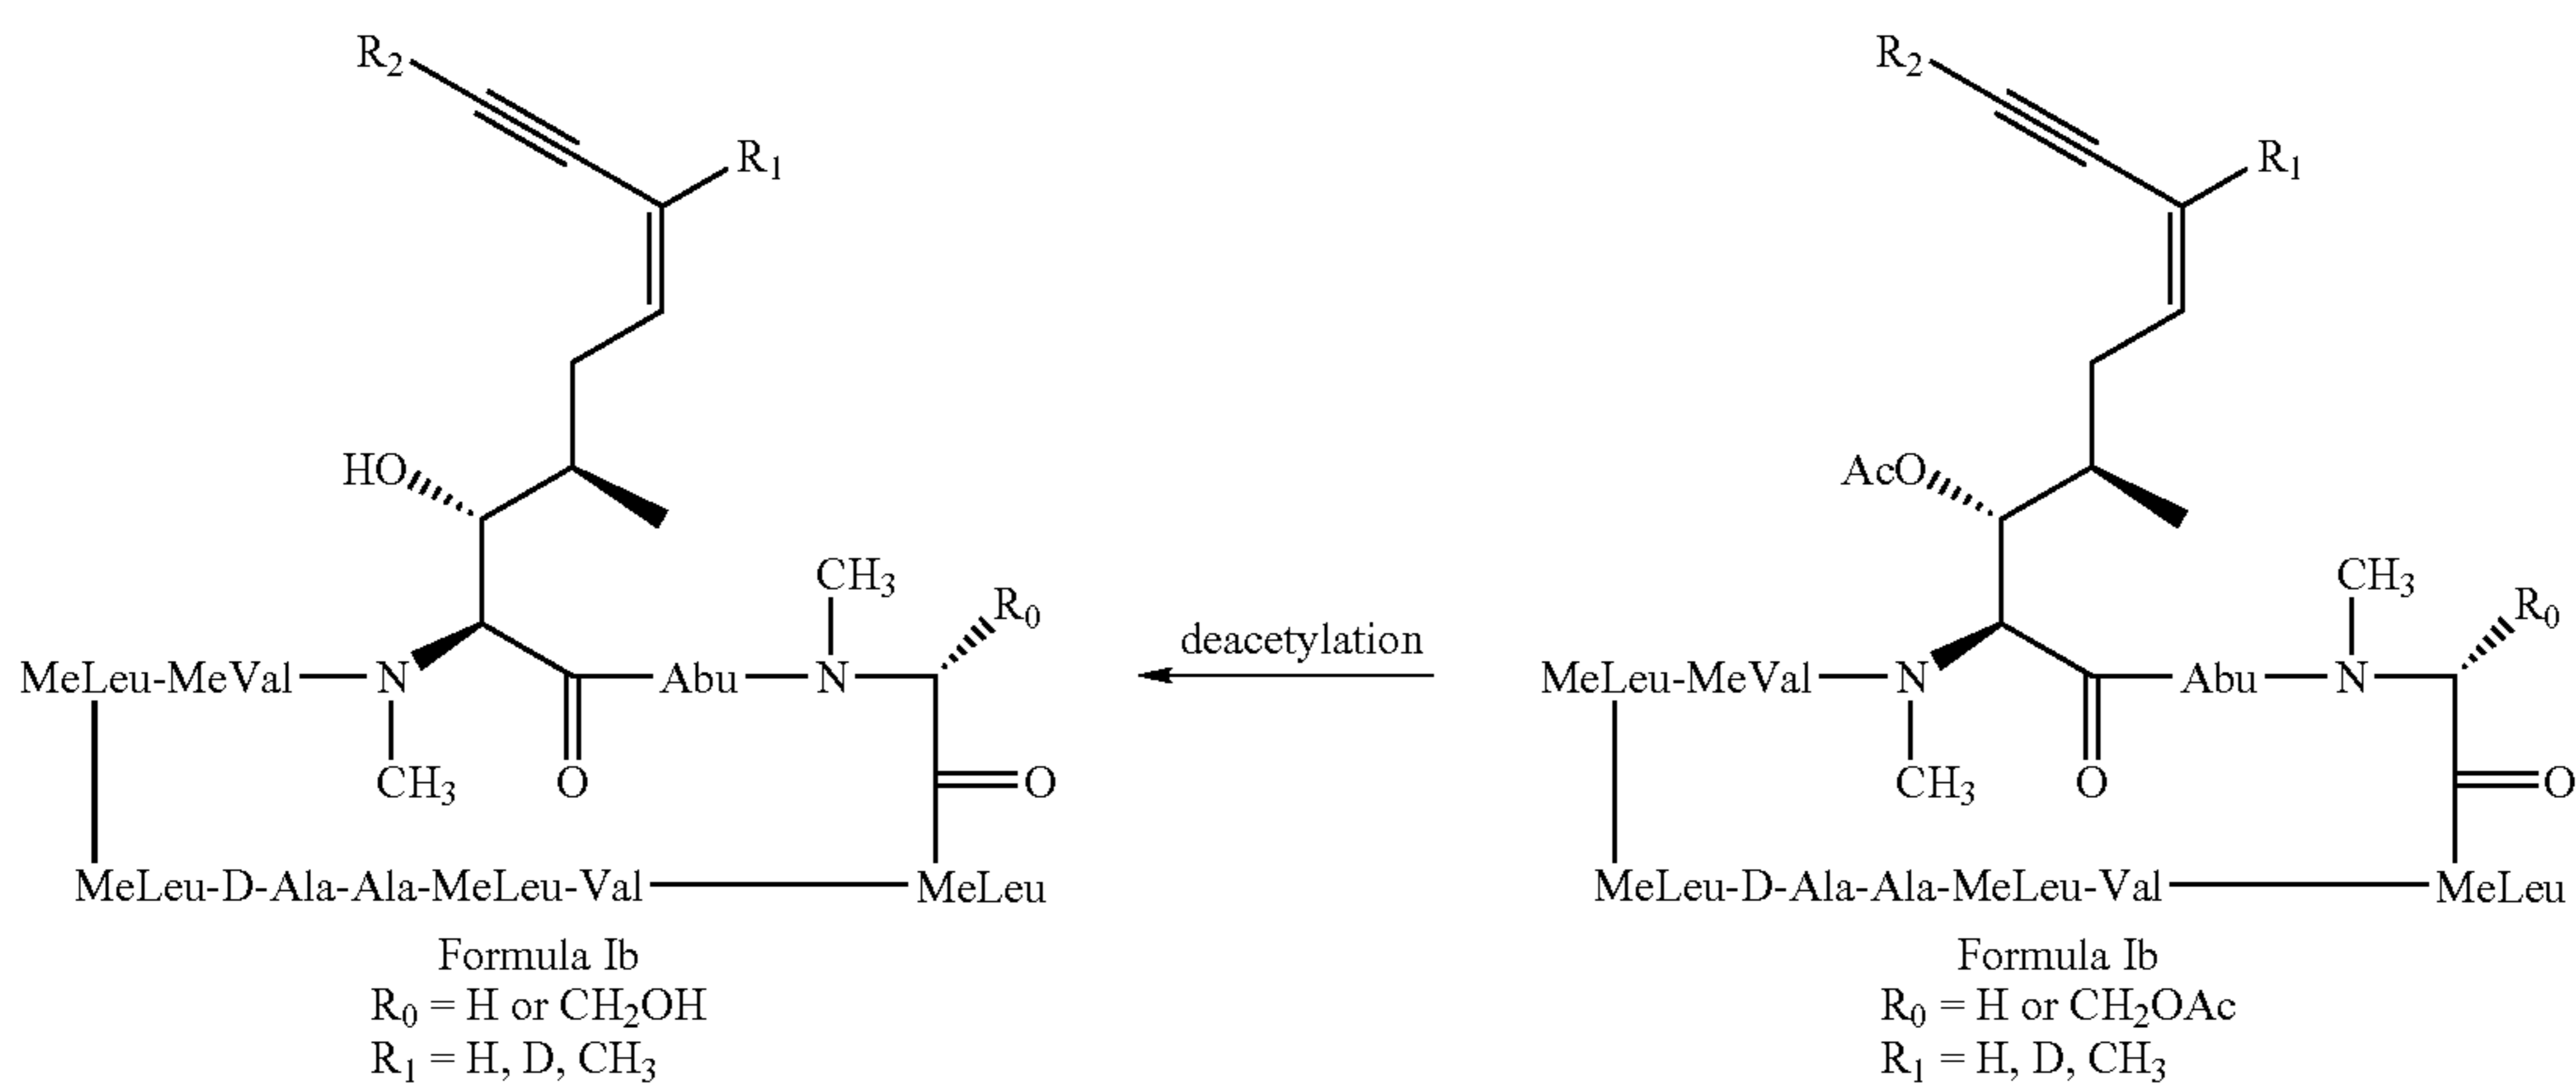 R₂ R₂
R₁ R₁
HO AcO
CH₃ CH₃
R₀ R₀
deacetylation
MeLeu-MeVal N Abu N MeLeu-MeVal N Abu N
CH₃ O O CH₃ O O
MeLeu-D-Ala-Ala-MeLeu-Val MeLeu MeLeu-D-Ala-Ala-MeLeu-Val MeLeu
Formula Ib Formula Ib
R₀ = H or CH₂OH R₀ = H or CH₂OAc
R₁ = H, D, CH₃ R₁ = H, D, CH₃